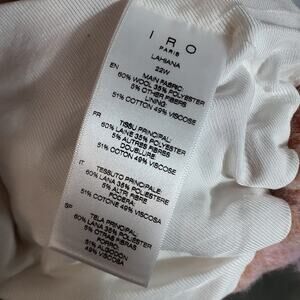 IRO
PARIS
LAHIANA
22W
EN
MAIN FABRIC:
60% WOOL 35% POLYESTER
5% OTHER FIBERS
LINING:
51% COTTON 49% VISCOSE
FR
TISSU PRINCIPAL:
60% LAINE 35% POLYESTER
5% AUTRES FIBRES
DOUBLURE:
51% COTON 49% VISCOSE
IT
TESSUTO PRINCIPALE:
60% LANA 35% POLIESTERE
5% ALTR FIBRE
FODERA:
51% COTONE 49% VISCOSA
SP
TELA PRINCIPAL:
60% LANA 35% POLIESTER
5% OTRAS FIBRAS
FORRO:
51% ALGODÓN
49% VISCOSA